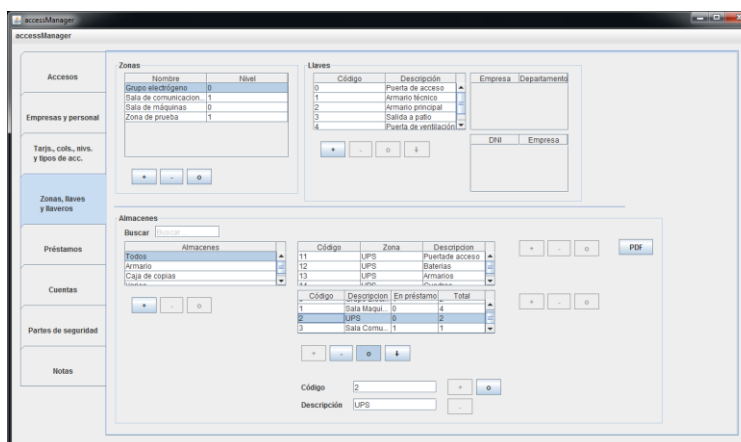 accessManager
accessManager
Accesos
Empresas y personal
Tarjs., cols., nivs.
y tipos de acc.
Zonas, llaves
y llaveros
Préstamos
Cuentas
Partes de seguridad
Notas
Zonas
Nombre Nivel
Grupo electrógeno 0
Sala de comunicacion... 1
Sala de máquinas 0
Zona de prueba 1
+ - o
Llaves
Código Descripción
0 Puerta de acceso
1 Armario técnico
2 Armario principal
3 Salida a patio
4 Puerta de ventilación
+ - o
Empresa Departamento
DNI Empresa
Almacenes
Buscar Buscar...
Almacenes
Todos
Armario
Caja de copias
+ - o
Código Zona Descripcion
11 UPS Puertade acceso
12 UPS Baterias
13 UPS Armarios
14 UPS Cuadros
+ - o
PDF
Código Descripcion En préstamo Total
1 Sala Maqui... 0 4
2 UPS 0 2
3 Sala Comu... 1 1
+ - o
+ - o
Código 2 + o
Descripción UPS -